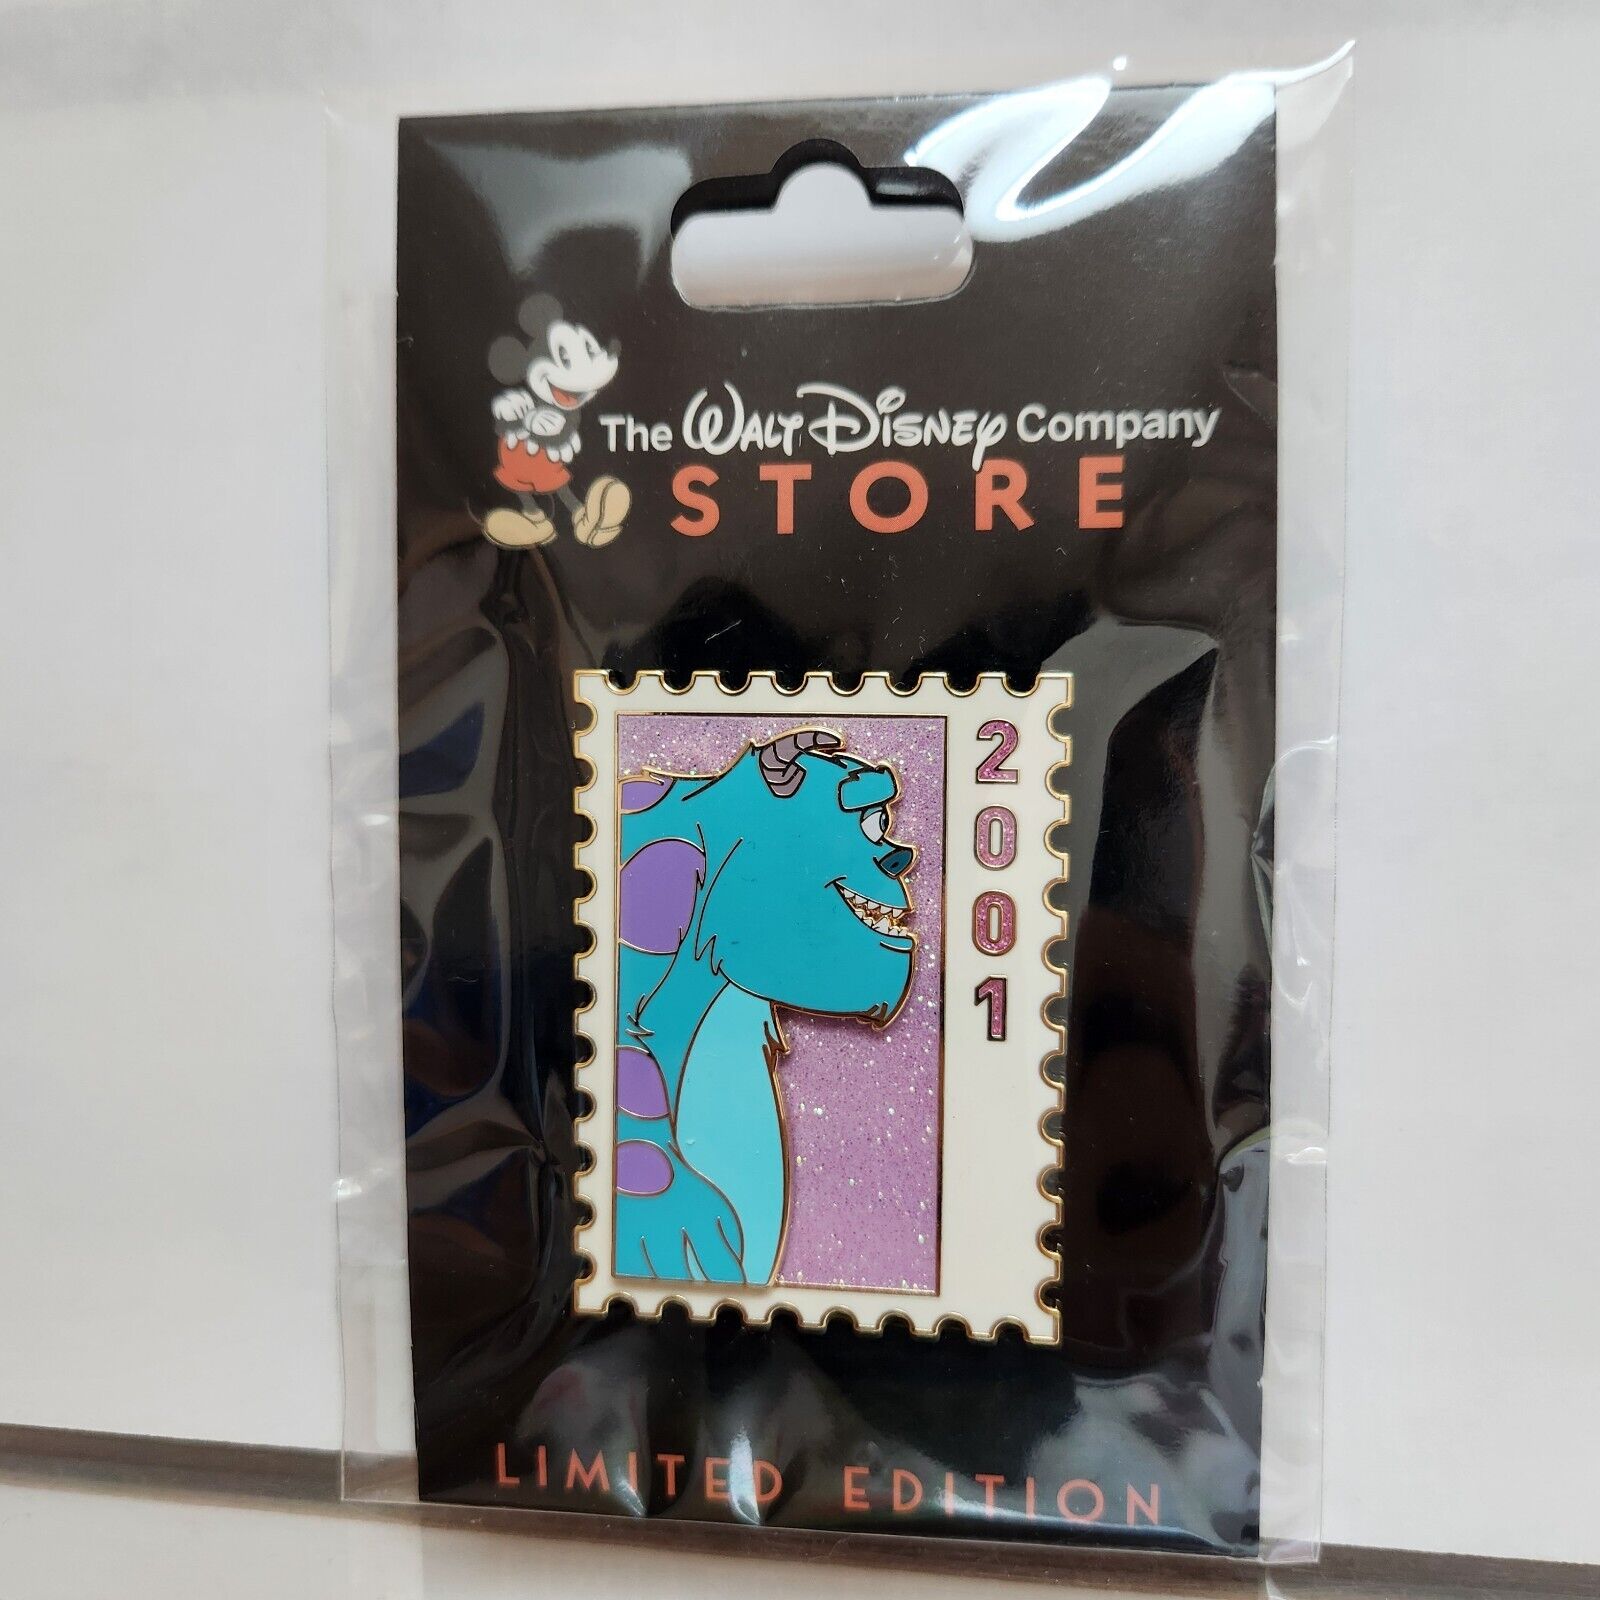 The WALT DISNEY Company
STORE
2001
LIMITED EDITION